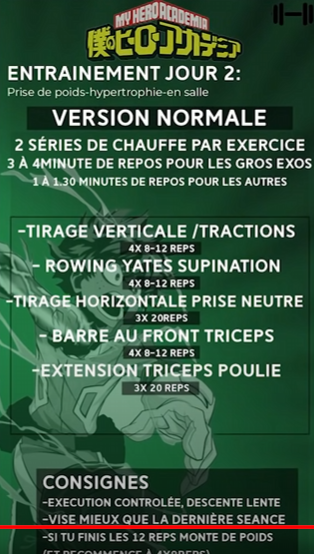 MY HERO ACADEMIA
僕のヒーローアカデミア
ENTRAINEMENT JOUR 2:
Prise de poids-hypertrophie-en salle
VERSION NORMALE
2 SÉRIES DE CHAUFFE PAR EXERCICE
3 À 4MINUTE DE REPOS POUR LES GROS EXOS
1 À 1.30 MINUTES DE REPOS POUR LES AUTRES
-TIRAGE VERTICALE /TRACTIONS
4X 8-12 REPS
- ROWING YATES SUPINATION
4X 8-12 REPS
-TIRAGE HORIZONTALE PRISE NEUTRE
3X 20REPS
- BARRE AU FRONT TRICEPS
4X 8-12 REPS
-EXTENSION TRICEPS POULIE
3X 20 REPS
CONSIGNES
-EXECUTION CONTROLÉE, DESCENTE LENTE
-VISE MIEUX QUE LA DERNIÈRE SEANCE
-SI TU FINIS LES 12 REPS MONTE DE POIDS
(ET RECOMMENCE À 4X8REPS)